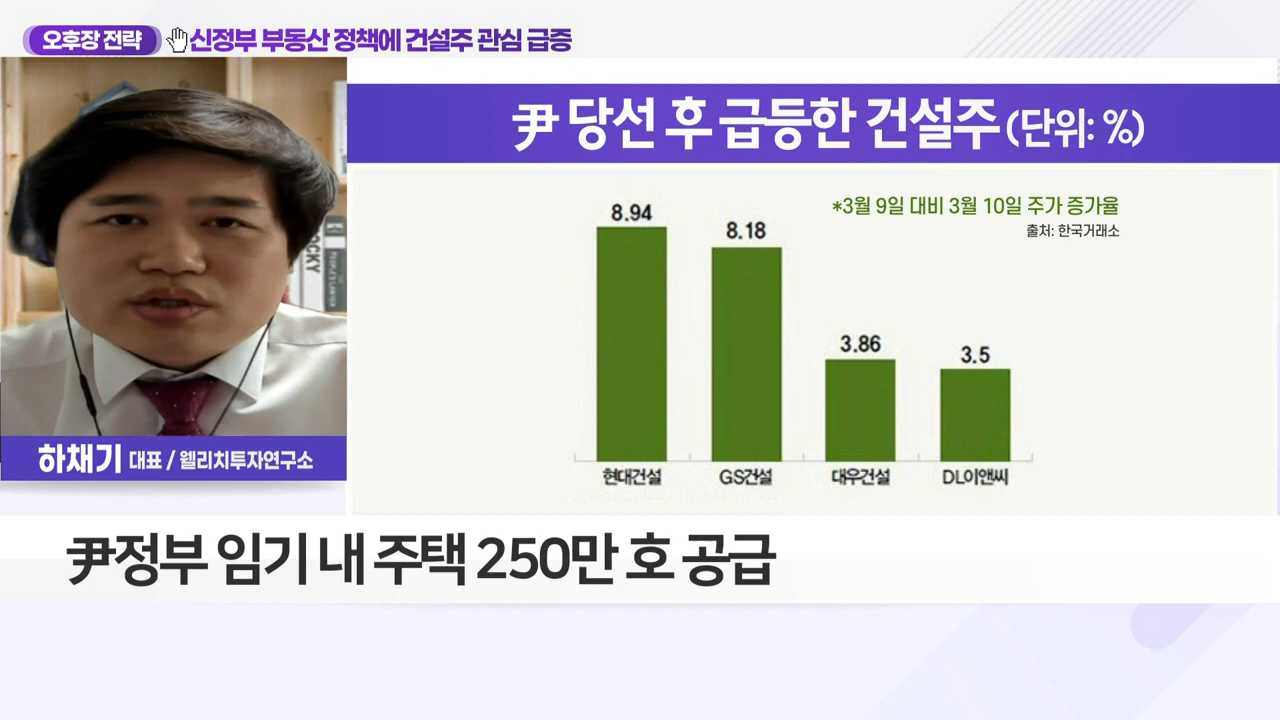 오후장 전략 신정부 부동산 정책에 건설주 관심 급증
尹 당선 후 급등한 건설주 (단위: %)
*3월 9일 대비 3월 10일 주가 증가율
출처: 한국거래소
8.94
8.18
3.86
3.5
현대건설 GS건설 대우건설 DL이앤씨
OCKY
PEOPLE'S LAWYER
하채기 대표 / 웰리치투자연구소
尹정부 임기 내 주택 250만 호 공급